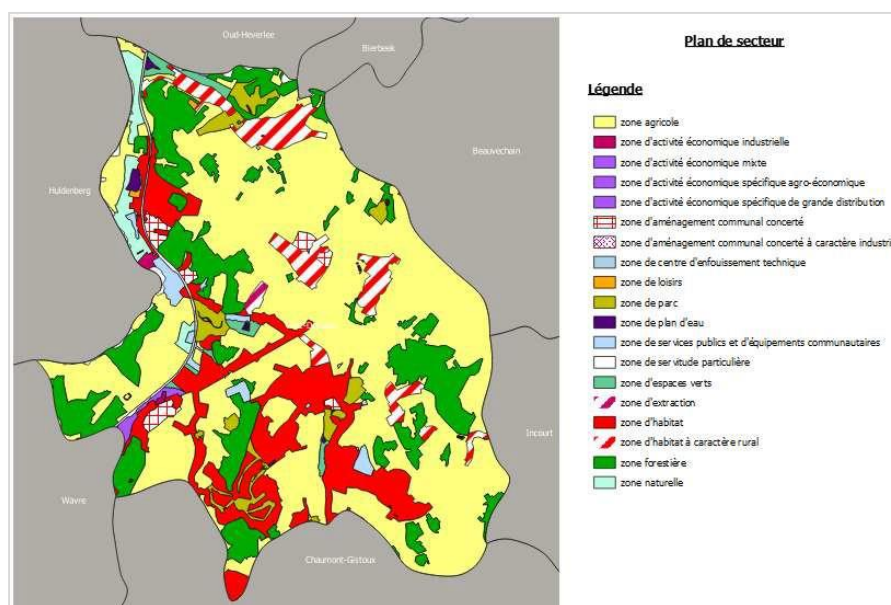 Oud-Heverlee
Bierbeek
Beauvechain
Huldenberg
Incourt
Wavre
Chaumont-Gistoux
Plan de secteur
Légende
zone agricole
zone d'activité économique industrielle
zone d'activité économique mixte
zone d'activité économique spécifique agro-économique
zone d'activité économique spécifique de grande distribution
zone d'aménagement communal concerté
zone d'aménagement communal concerté à caractère industri
zone de centre d'enfouissement technique
zone de loisirs
zone de parc
zone de plan d'eau
zone de services publics et d'équipements communautaires
zone de servitude particulière
zone d'espaces verts
zone d'extraction
zone d'habitat
zone d'habitat à caractère rural
zone forestière
zone naturelle